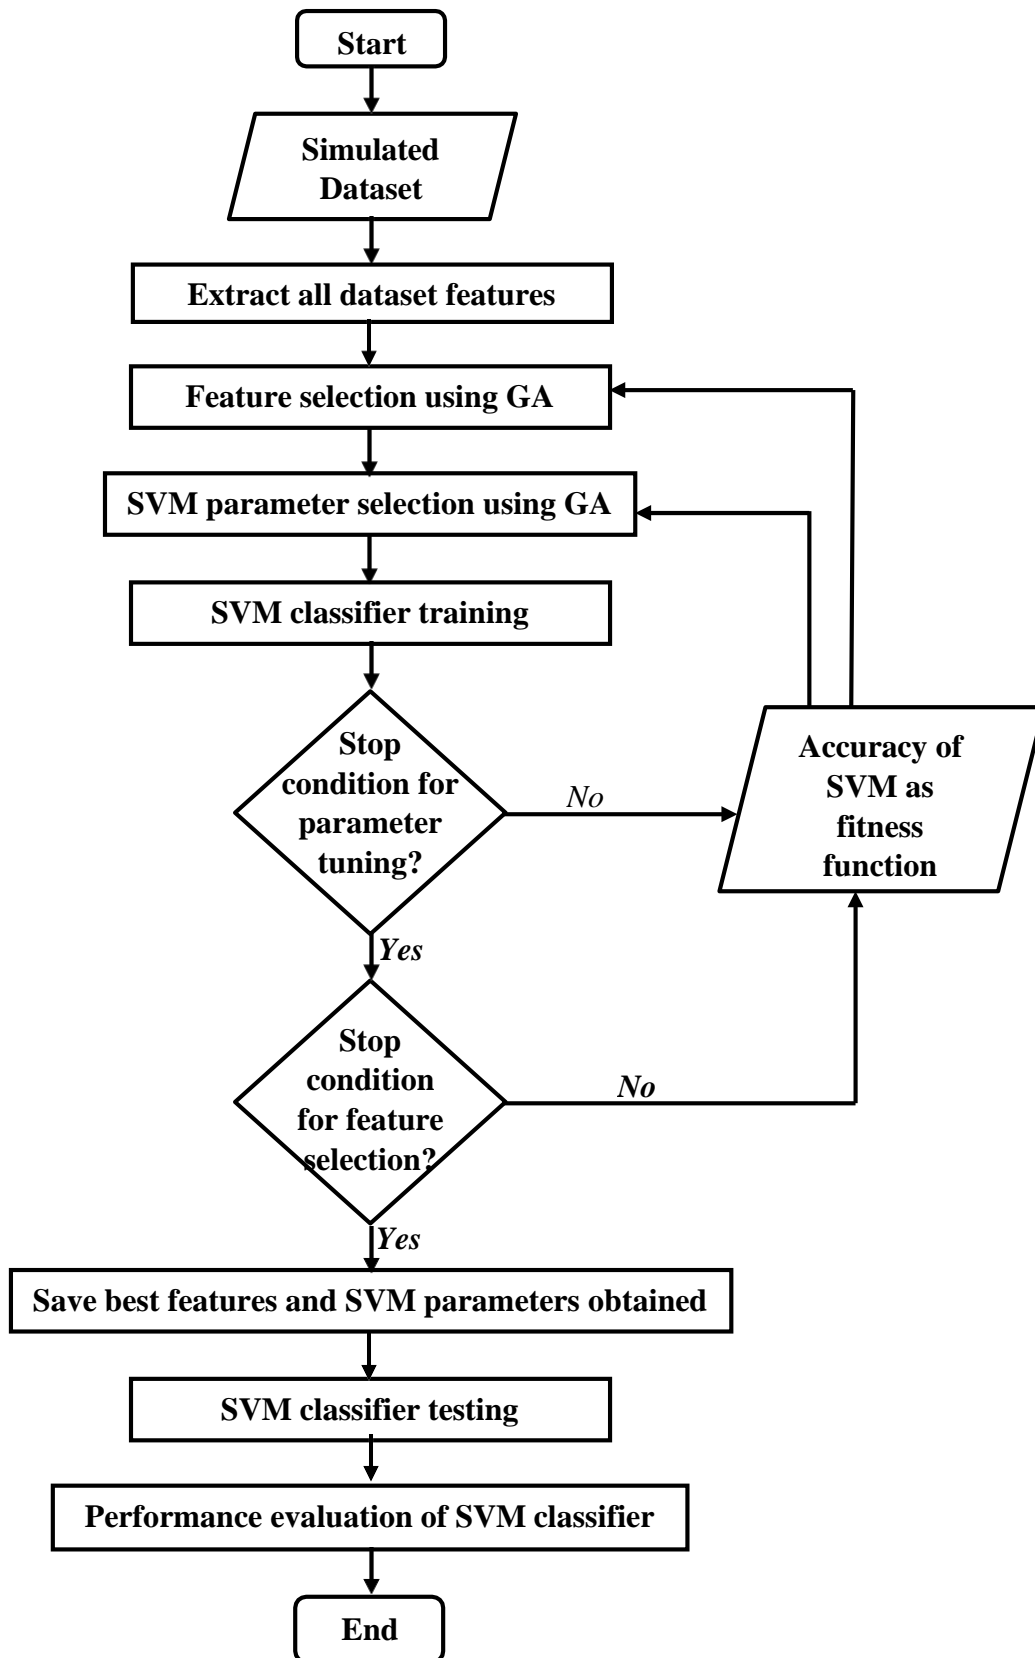 Start
Simulated
Dataset
Extract all dataset features
Feature selection using GA
SVM parameter selection using GA
SVM classifier training
Stop
condition for
parameter
tuning?
No
Accuracy of
SVM as
fitness
function
Yes
Stop
condition
for feature
selection?
No
Yes
Save best features and SVM parameters obtained
SVM classifier testing
Performance evaluation of SVM classifier
End